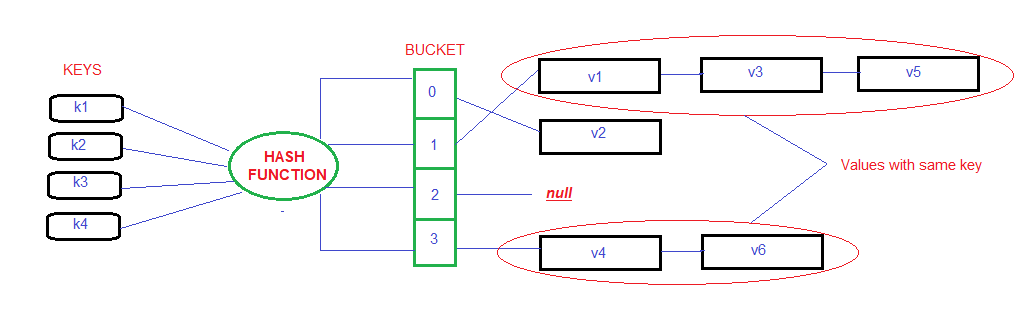 KEYS
k1
k2
k3
k4
HASH
FUNCTION
BUCKET
0
1
2
3
v1
v3
v5
v2
null
v4
v6
Values with same key